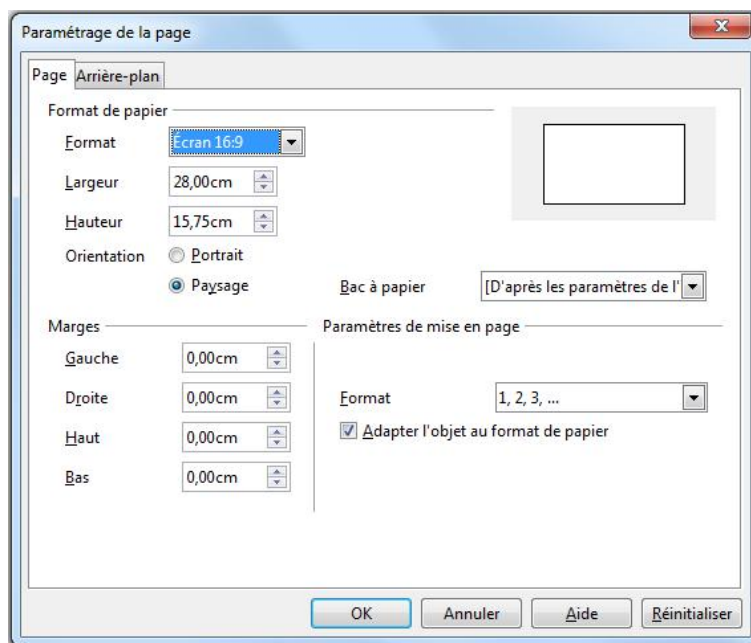 Paramétrage de la page
Page Arrière-plan
Format de papier
Format Écran 16:9
Largeur 28,00cm
Hauteur 15,75cm
Orientation Portrait
Paysage Bac à papier [D'après les paramètres de l'
Marges Paramètres de mise en page
Gauche 0,00cm
Droite 0,00cm Format 1, 2, 3, ...
Haut 0,00cm Adapter l'objet au format de papier
Bas 0,00cm
OK Annuler Aide Réinitialiser